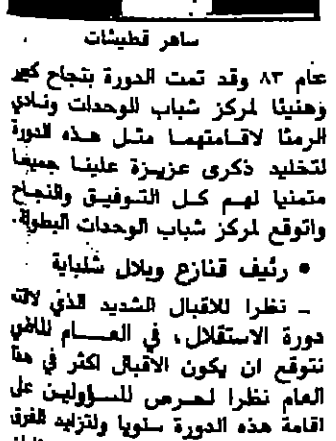 ساهر قطيشات
عام ٨٣ وقد تمت الدورة بنجاح كبير
وهنيئا لمركز شباب الوحدات ونادي
الرمثا لاقامتهما مثل هذه الدورة
لتخليد ذكرى عزيزة علينا جميعا
متمنيا لهم كل التوفيق والنجاح
واتوقع لمركز شباب الوحدات البطولة.
• رئيف قنازع وبلال شلباية
- نظرا للاقبال الشديد الذي لاقته
دورة الاستقلال، في العام الماضي
نتوقع ان يكون الاقبال اكثر في هذا
العام نظرا لحرص المسؤولين على
اقامة هذه الدورة سنويا ولتزايد الفرق